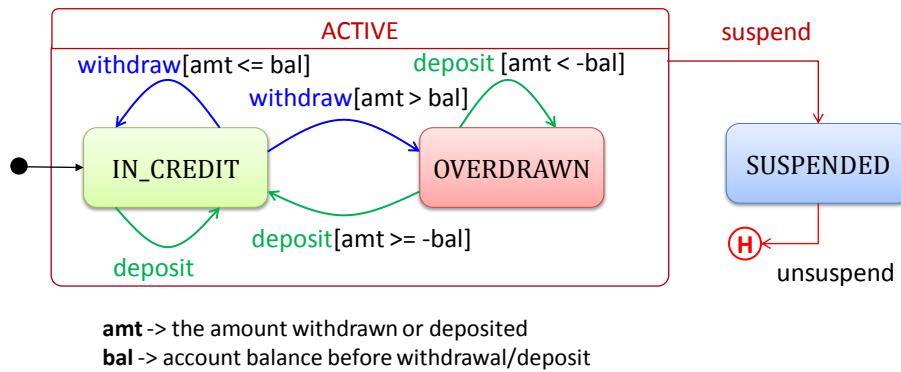 ACTIVE
suspend
withdraw[amt <= bal]
deposit [amt < -bal]
withdraw[amt > bal]
IN_CREDIT
OVERDRAWN
SUSPENDED
deposit[amt >= -bal]
deposit
H
unsuspend
amt -> the amount withdrawn or deposited
bal -> account balance before withdrawal/deposit